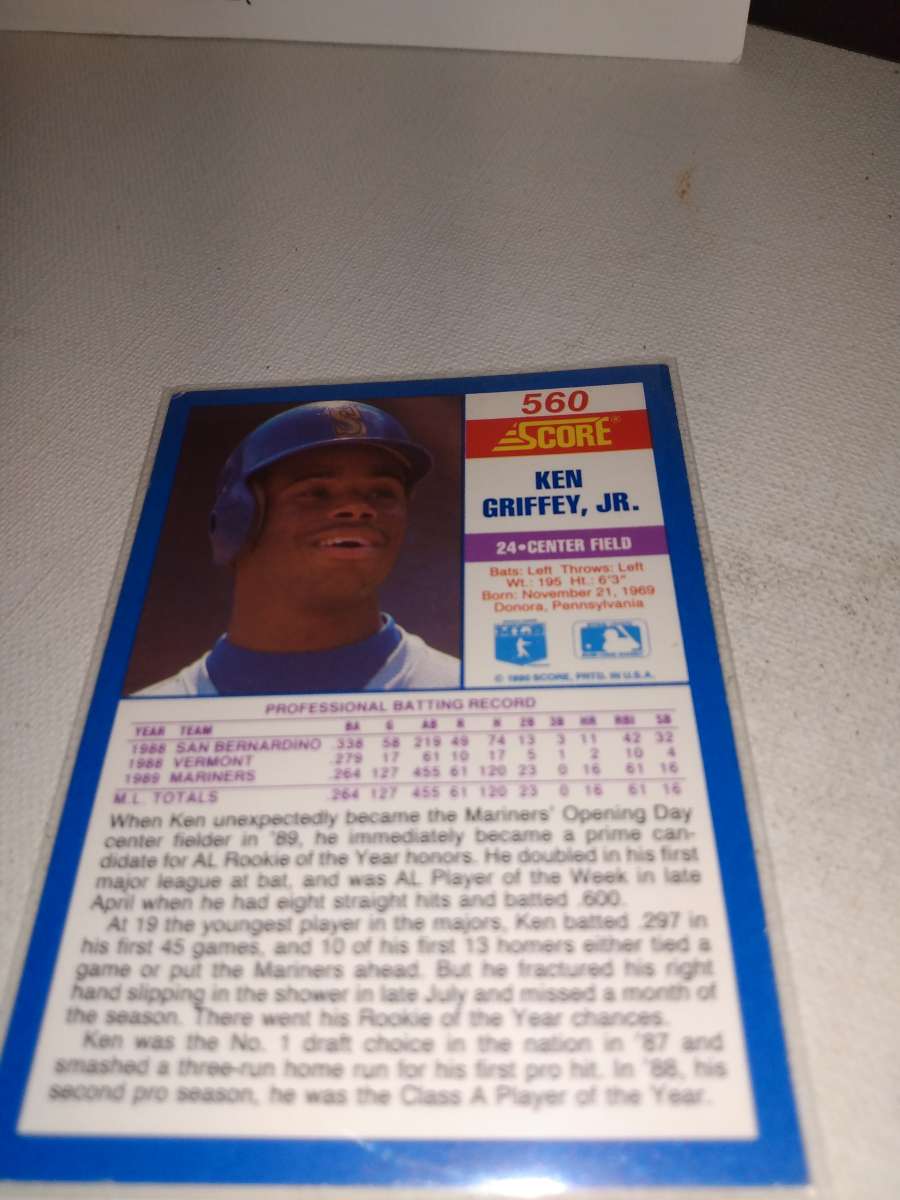 560
SCORE®
KEN
GRIFFEY, JR.
24•CENTER FIELD
Bats: Left Throws: Left
Wt.: 195 Ht.: 6'3"
Born: November 21, 1969
Donora, Pennsylvania
© 1990 SCORE, PRTD. IN U.S.A.
PROFESSIONAL BATTING RECORD
YEAR TEAM BA G AB R H 2B 3B HR RBI SB
1988 SAN BERNARDINO .338 58 219 49 74 13 3 11 42 32
1988 VERMONT .279 17 61 10 17 5 1 2 10 4
1989 MARINERS .264 127 455 61 120 23 0 16 61 16
M.L. TOTALS .264 127 455 61 120 23 0 16 61 16
When Ken unexpectedly became the Mariners' Opening Day
center fielder in '89, he immediately became a prime can-
didate for AL Rookie of the Year honors. He doubled in his first
major league at bat, and was AL Player of the Week in late
April when he had eight straight hits and batted .600.
At 19 the youngest player in the majors, Ken batted .297 in
his first 45 games, and 10 of his first 13 homers either tied a
game or put the Mariners ahead. But he fractured his right
hand slipping in the shower in late July and missed a month of
the season. There went his Rookie of the Year chances.
Ken was the No. 1 draft choice in the nation in '87 and
smashed a three-run home run for his first pro hit. In '88, his
second pro season, he was the Class A Player of the Year.